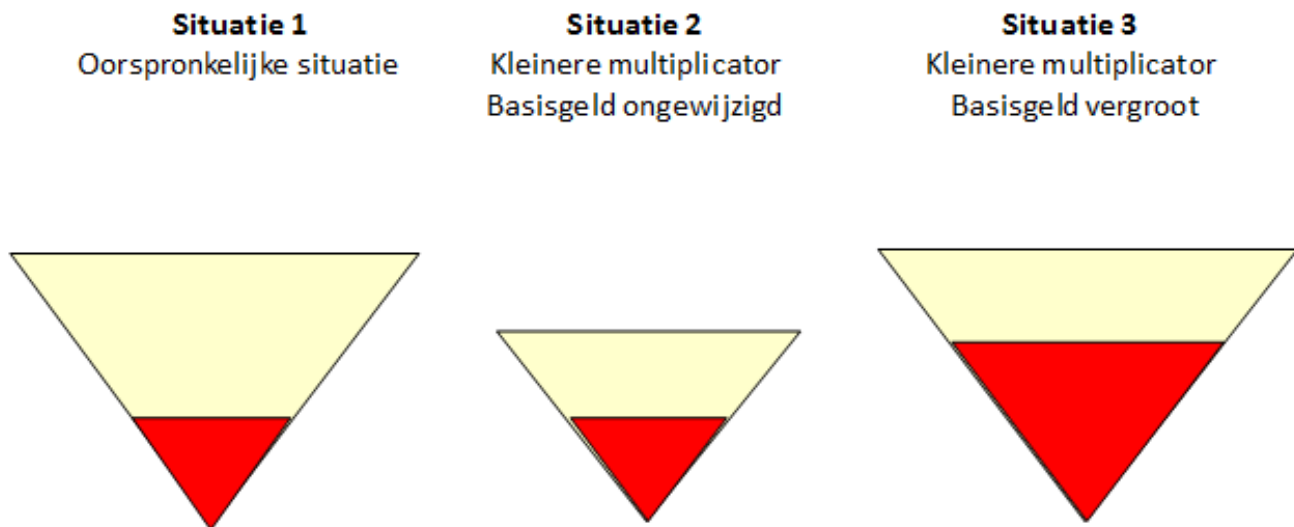 Situatie 1
Oorspronkelijke situatie
Situatie 2
Kleinere multiplicator
Basisgeld ongewijzigd
Situatie 3
Kleinere multiplicator
Basisgeld vergroot